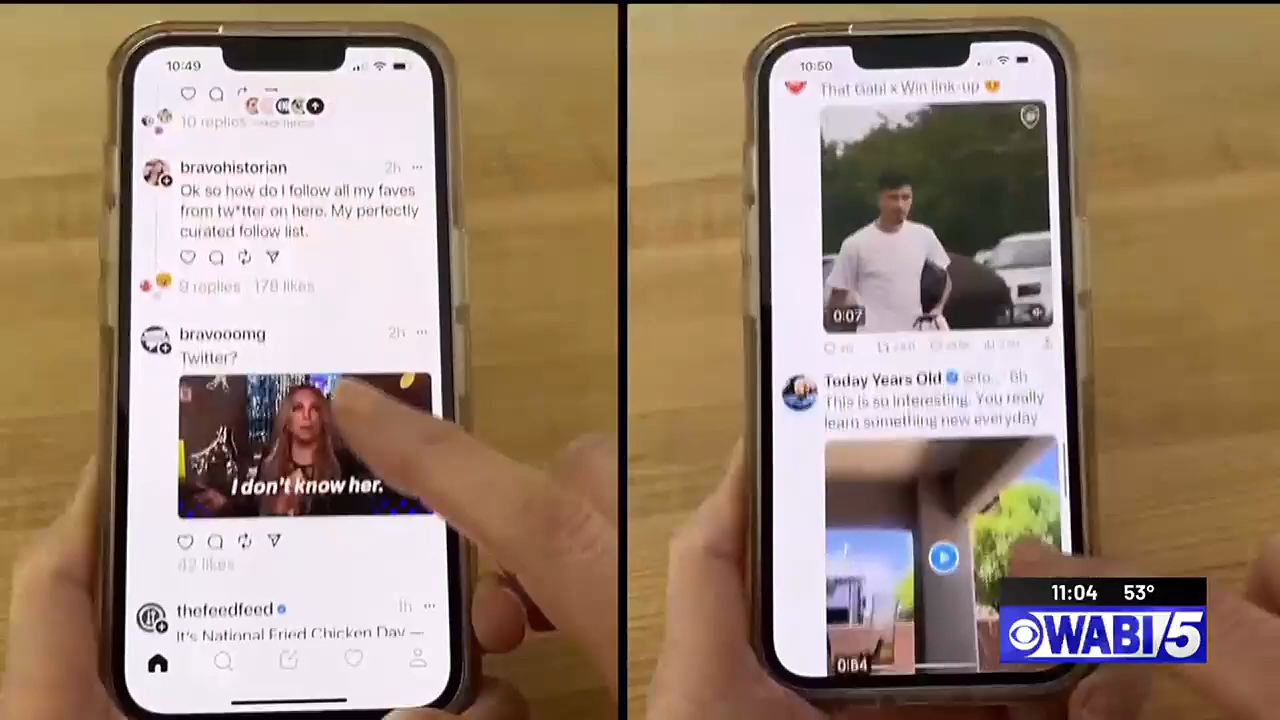 10:49
10 replies
bravohistorian
2h
Ok so how do I follow all my faves
from tw*tter on here. My perfectly
curated follow list.
9 replies · 178 likes
bravooomg
2h
Twitter?
I don't know her.
42 likes
thefeedfeed
1h
It's National Fried Chicken Day —
10:50
That Gabi x Win link-up
0:07
Today Years Old @to... 6h
This is so interesting. You really
learn something new everyday
0:54
11:04 53°
WABI/5